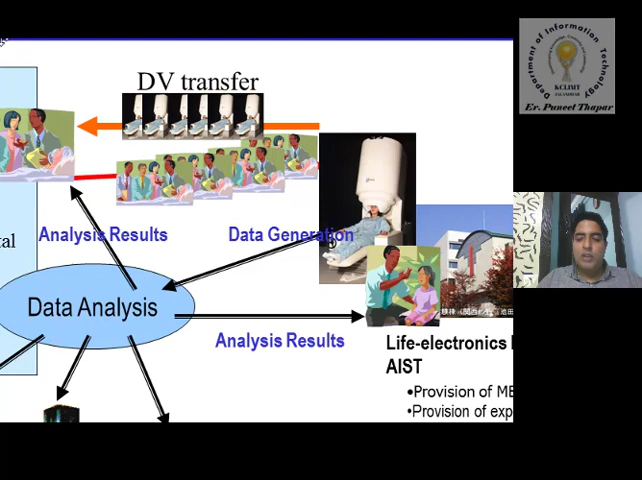 DV transfer
tal
Analysis Results
Data Generation
Data Analysis
Analysis Results
Life-electronics
AIST
•Provision of ME
•Provision of exp
Department of Information Technology
KCLIMT
JALANDHAR
Er. Puneet Thapar